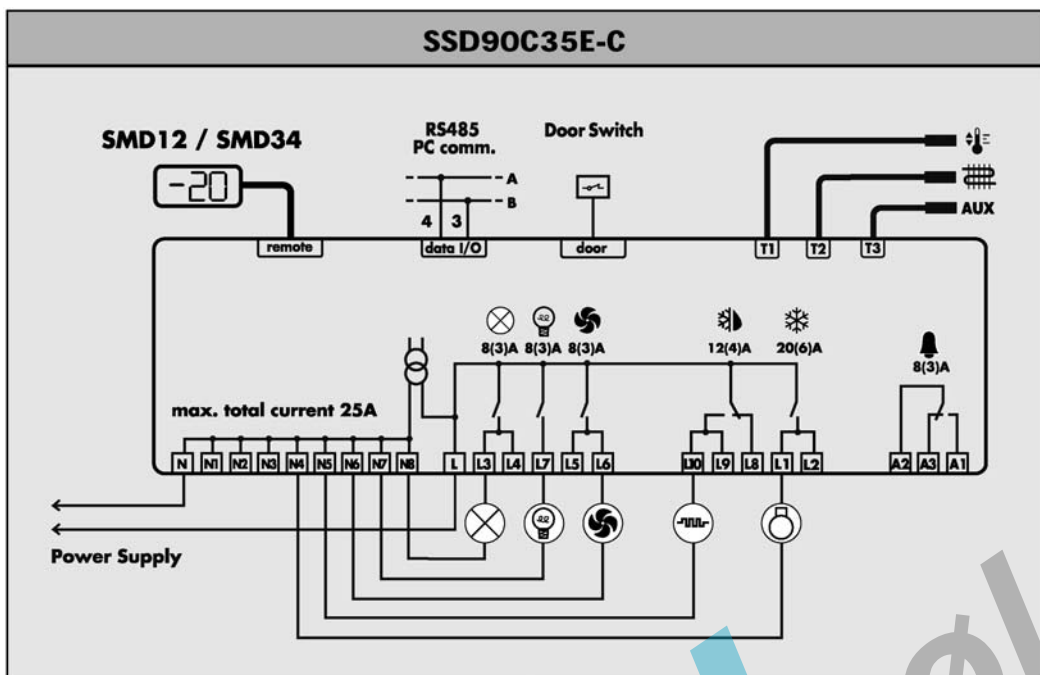 SSD90C35E-C
SMD12 / SMD34
-20
RS485
PC comm.
A
B
4 3
Door Switch
AUX
remote
data I/O
door
T1 T2 T3
8(3)A 8(3)A 8(3)A
12(4)A 20(6)A
8(3)A
max. total current 25A
N N1 N2 N3 N4 N5 N6 N7 N8 L L3 L4 L7 L5 L6 L10 L9 L8 L1 L2 A2 A3 A1
Power Supply